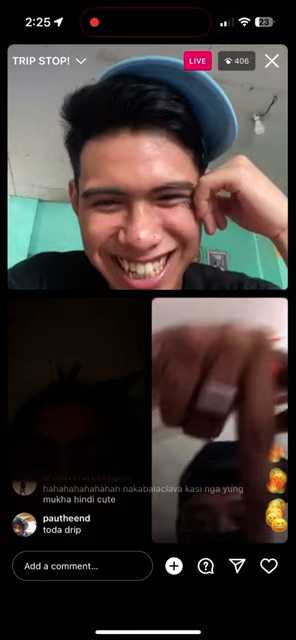 2:25
23
TRIP STOP!
LIVE
406
hahahahahahahah nakabalaclava kasi nga yung
mukha hindi cute
pautheend
toda drip
Add a comment...